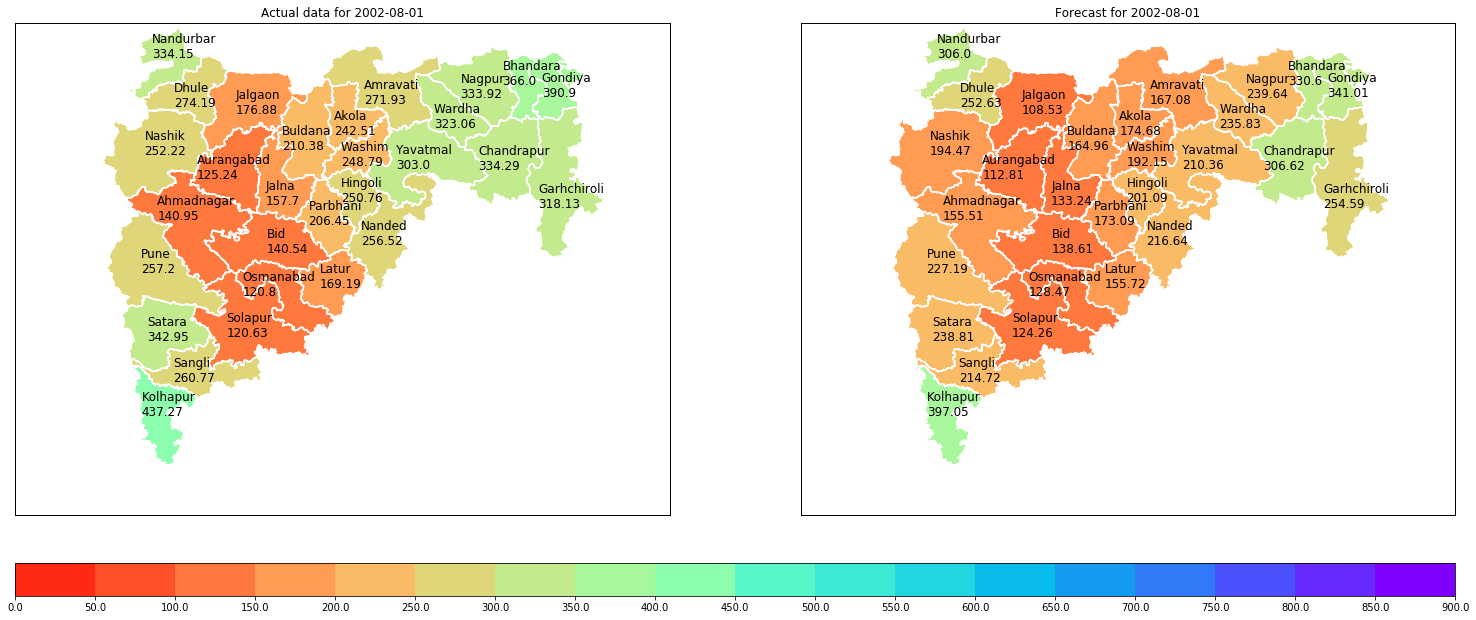 Actual data for 2002-08-01
Nandurbar
334.15
Dhule
274.19
Jalgaon
176.88
Amravati
271.93
Nagpur
333.92
Bhandara
366.0
Gondiya
390.9
Wardha
323.06
Akola
242.51
Buldana
210.38
Nashik
252.22
Washim
248.79
Yavatmal
303.0
Chandrapur
334.29
Aurangabad
125.24
Jalna
157.7
Hingoli
250.76
Garhchiroli
318.13
Ahmadnagar
140.95
Parbhani
206.45
Nanded
256.52
Bid
140.54
Pune
257.2
Latur
169.19
Osmanabad
120.8
Solapur
120.63
Satara
342.95
Sangli
260.77
Kolhapur
437.27
Forecast for 2002-08-01
Nandurbar
306.0
Dhule
252.63
Jalgaon
108.53
Amravati
167.08
Nagpur
239.64
Bhandara
330.6
Gondiya
341.01
Wardha
235.83
Akola
174.68
Buldana
164.96
Nashik
194.47
Washim
192.15
Yavatmal
210.36
Chandrapur
306.62
Aurangabad
112.81
Jalna
133.24
Hingoli
201.09
Garhchiroli
254.59
Ahmadnagar
155.51
Parbhani
173.09
Nanded
216.64
Bid
138.61
Pune
227.19
Latur
155.72
Osmanabad
128.47
Solapur
124.26
Satara
238.81
Sangli
214.72
Kolhapur
397.05
0.0 50.0 100.0 150.0 200.0 250.0 300.0 350.0 400.0 450.0 500.0 550.0 600.0 650.0 700.0 750.0 800.0 850.0 900.0